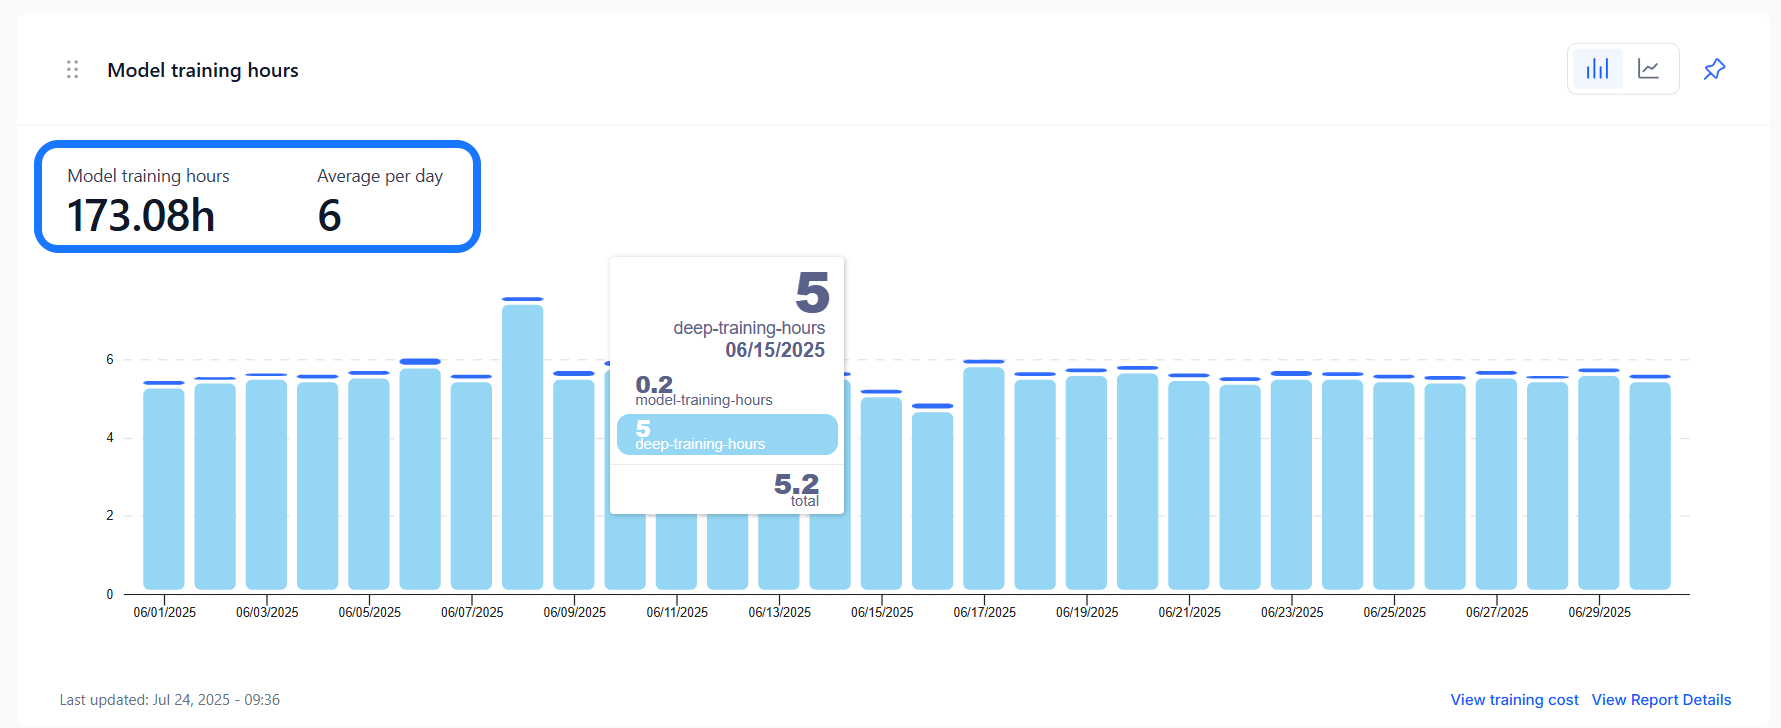 Model training hours
Model training hours Average per day
173.08h 6
5
deep-training-hours
06/15/2025
0.2
model-training-hours
5
deep-training-hours
5.2
total
6
4
2
0
06/01/2025 06/03/2025 06/05/2025 06/07/2025 06/09/2025 06/11/2025 06/13/2025 06/15/2025 06/17/2025 06/19/2025 06/21/2025 06/23/2025 06/25/2025 06/27/2025 06/29/2025
Last updated: Jul 24, 2025 - 09:36 View training cost View Report Details